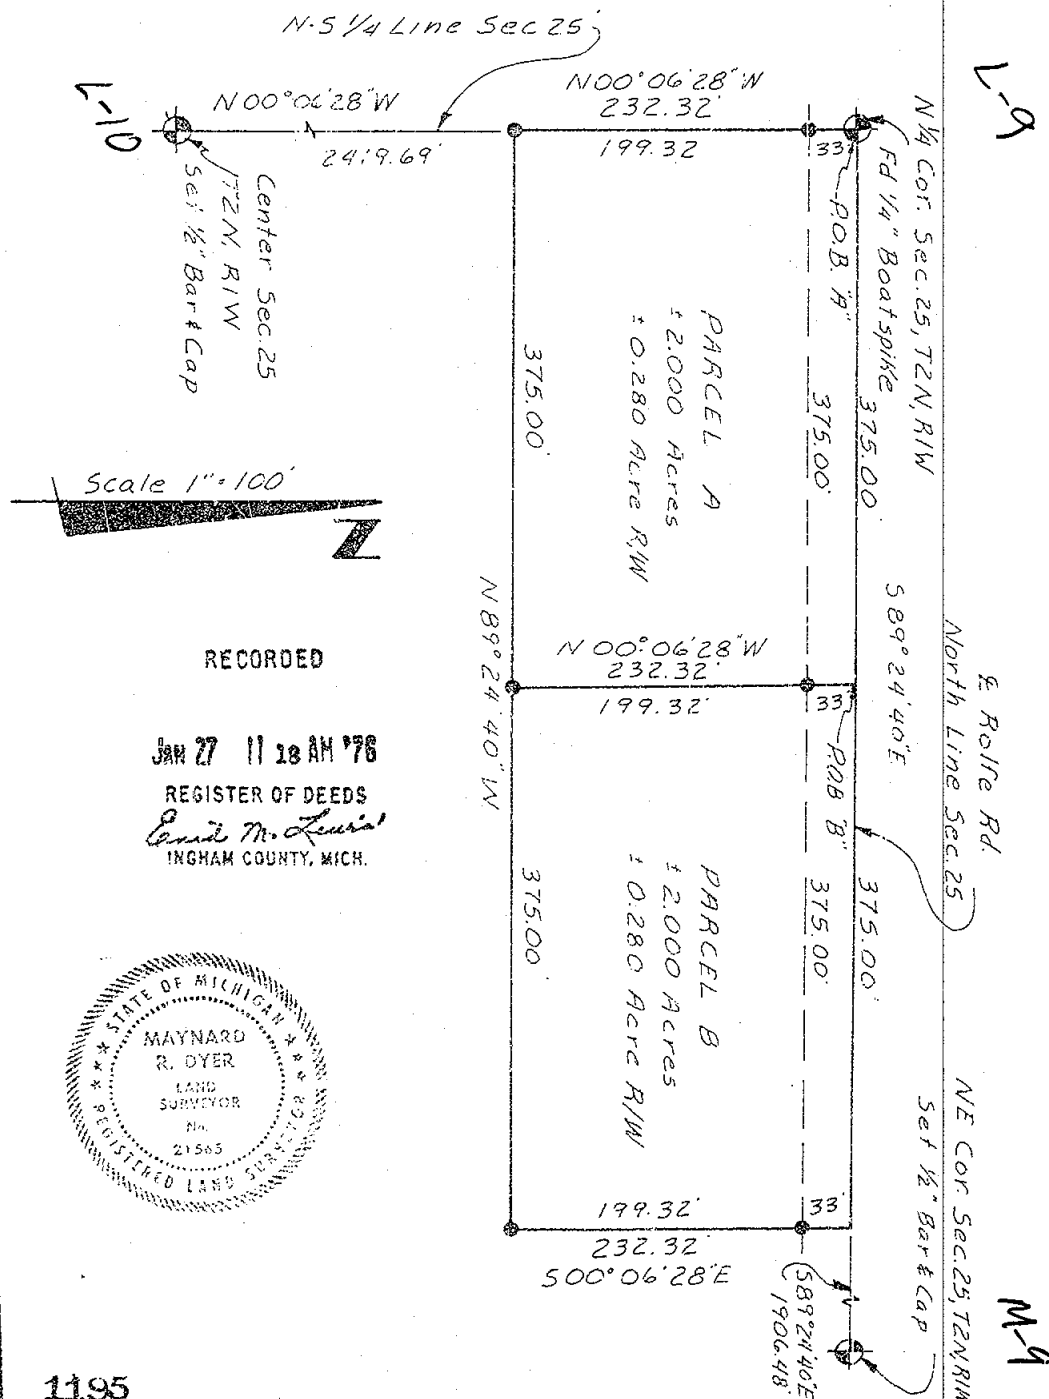 N-S 1/4 Line Sec 25
L-9
L-10
N 00° 06' 28" W
2419.69'
N 00° 06' 28" W
232.32'
199.32
33'
N 1/4 Cor. Sec. 25, T2N, R1W
Fd 1/4" Boatspike
P.O.B. "A"
375.00'
375.00'
Center Sec. 25
T2N, R1W
Set 1/2" Bar & Cap
PARCEL A
± 2.000 Acres
± 0.280 Acre R/W
375.00'
Scale 1" = 100'
N
S 89° 24' 40" E
℄ Rolfe Rd.
North Line Sec. 25
N 89° 24' 40" W
N 00° 06' 28" W
232.32'
199.32'
33'
P.O.B "B"
375.00'
375.00'
PARCEL B
± 2.000 Acres
± 0.280 Acre R/W
375.00'
RECORDED
JAN 27 11 18 AM '76
REGISTER OF DEEDS
Enid M. Lewis
INGHAM COUNTY, MICH.
STATE OF MICHIGAN
MAYNARD
R. DYER
LAND
SURVEYOR
No.
21565
REGISTERED LAND SURVEYOR
199.32'
33'
232.32'
S 00° 06' 28" E
S 89° 24' 40" E
1906.48'
NE Cor. Sec. 25, T2N, R1W
Set 1/2" Bar & Cap
M-9
1195